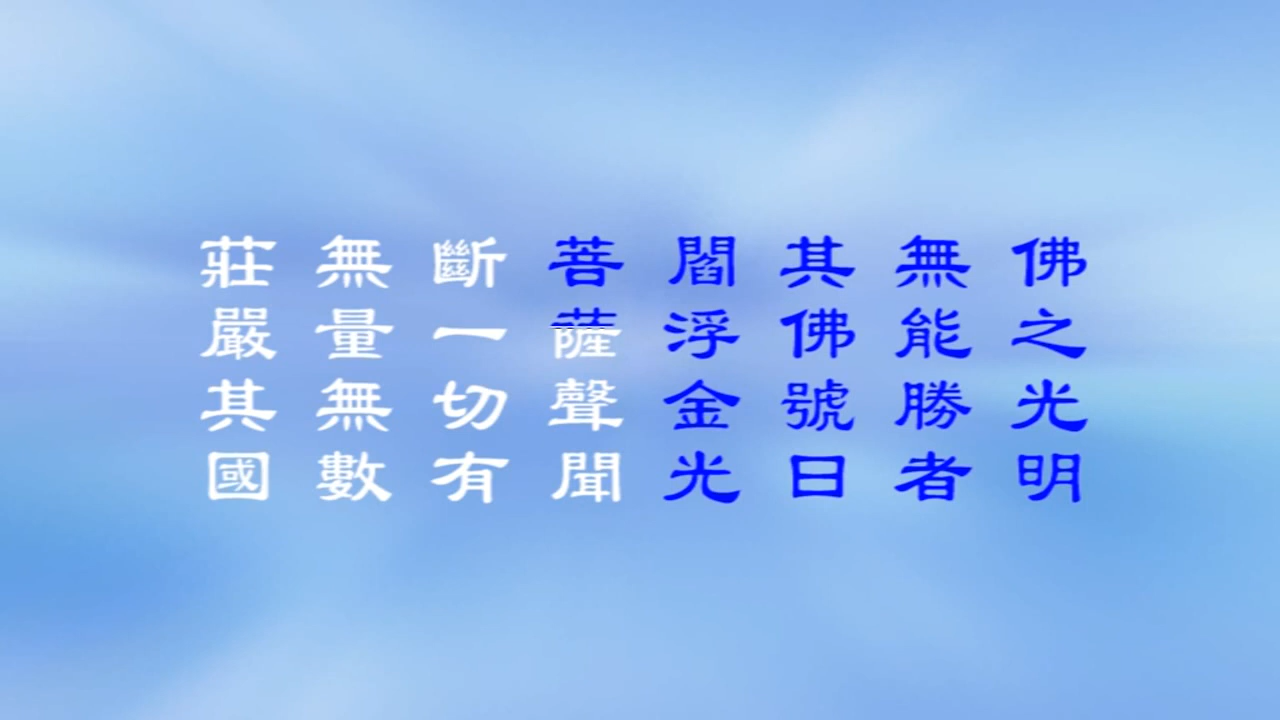 佛之光明
無能勝者
其佛號日
閻浮金光
菩薩聲聞
斷一切有
無量無數
莊嚴其國